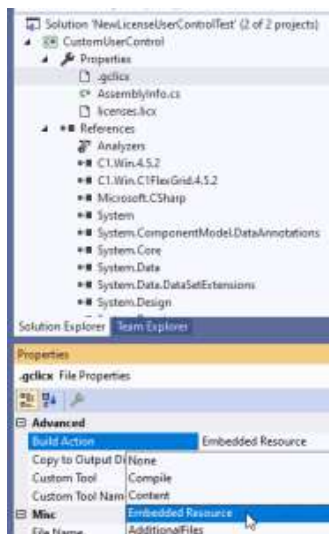 Solution 'NewLicenseUserControlTest' (2 of 2 projects)
CustomUserControl
Properties
.gclicx
AssemblyInfo.cs
licenses.licx
References
Analyzers
C1.Win.4.5.2
C1.Win.C1FlexGrid.4.5.2
Microsoft.CSharp
System
System.ComponentModel.DataAnnotations
System.Core
System.Data
System.Data.DataSetExtensions
System.Design
Solution Explorer Team Explorer
Properties
.gclicx File Properties
Advanced
Build Action Embedded Resource
Copy to Output Di None
Custom Tool Compile
Custom Tool Nam Content
Misc Embedded Resource
File Name AdditionalFiles